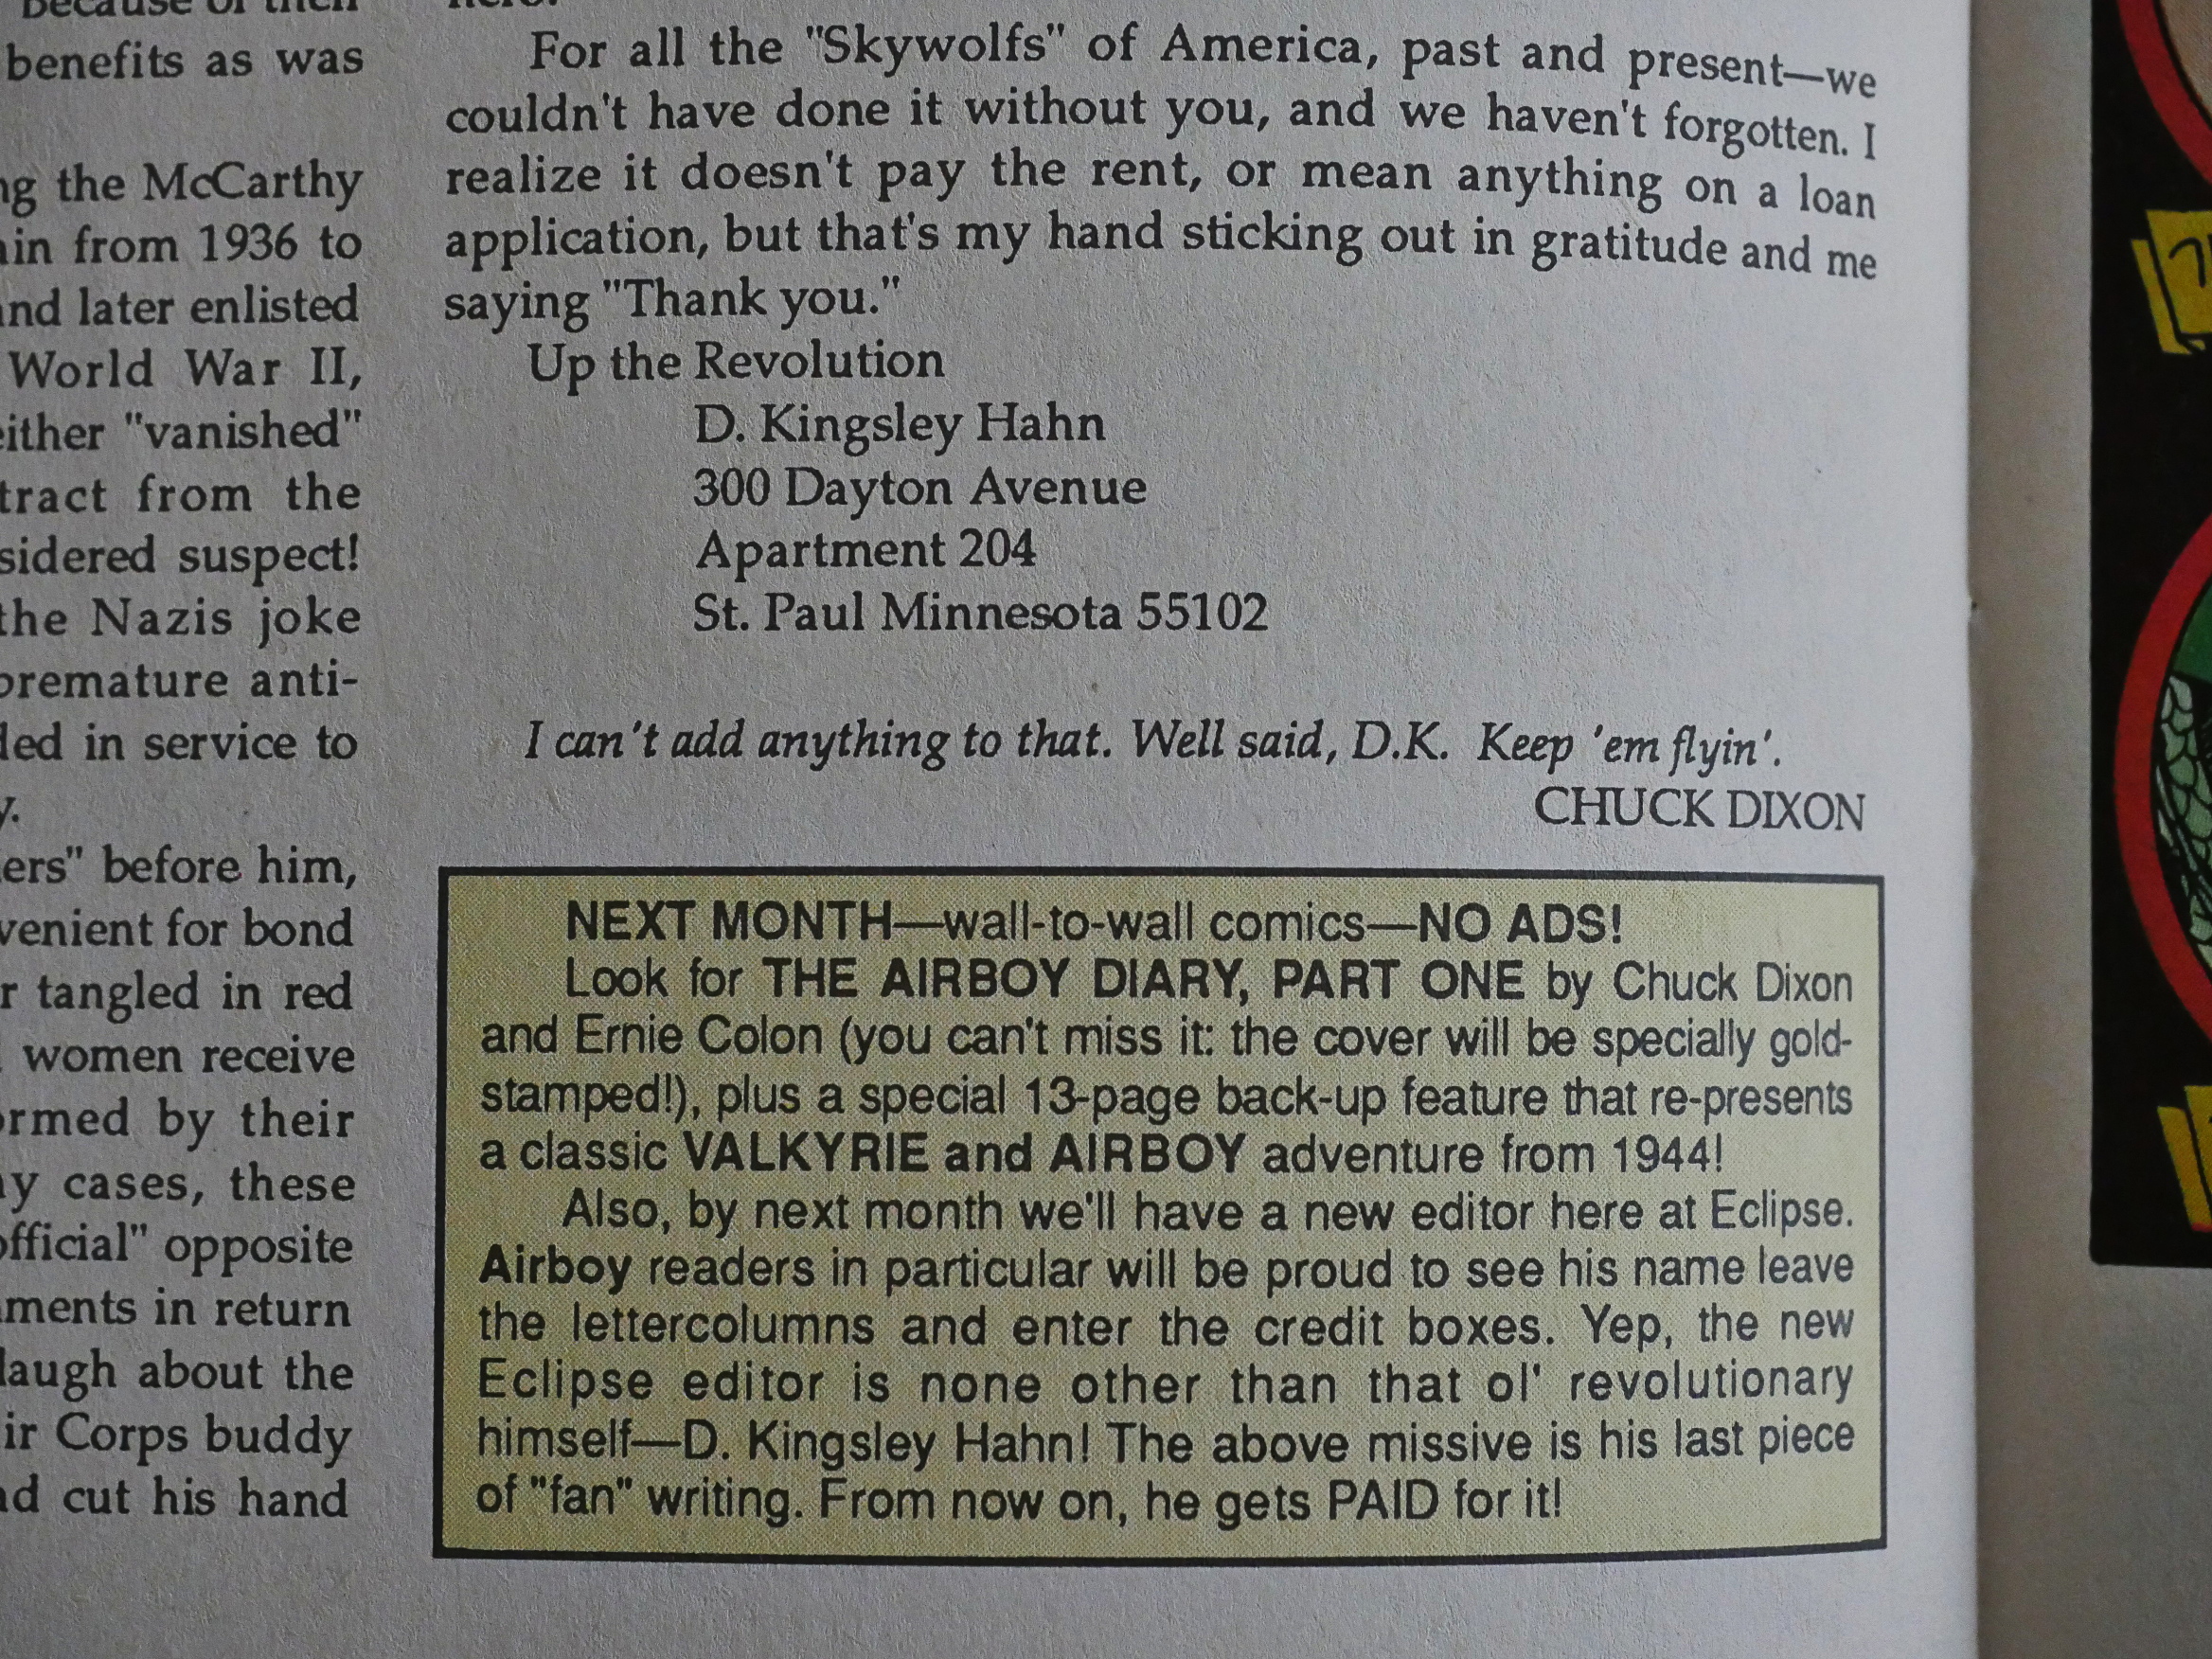 benefits as was
the McCarthy
from 1936 to
later enlisted
World War II,
"vanished"
from the
suspect!
the Nazis joke
premature anti-
in service to
before him,
for bond
tangled in red
women receive
by their
cases, these
opposite
in return
laugh about the
Corps buddy
cut his hand
For all the "Skywolfs" of America, past and present—we
couldn't have done it without you, and we haven't forgotten. I
realize it doesn't pay the rent, or mean anything on a loan
application, but that's my hand sticking out in gratitude and me
saying "Thank you."
Up the Revolution
D. Kingsley Hahn
300 Dayton Avenue
Apartment 204
St. Paul Minnesota 55102
I can't add anything to that. Well said, D.K. Keep 'em flyin'.
CHUCK DIXON
NEXT MONTH—wall-to-wall comics—NO ADS!
Look for THE AIRBOY DIARY, PART ONE by Chuck Dixon
and Ernie Colon (you can't miss it: the cover will be specially gold-
stamped!), plus a special 13-page back-up feature that re-presents
a classic VALKYRIE and AIRBOY adventure from 1944!
Also, by next month we'll have a new editor here at Eclipse.
Airboy readers in particular will be proud to see his name leave
the lettercolumns and enter the credit boxes. Yep, the new
Eclipse editor is none other than that ol' revolutionary
himself—D. Kingsley Hahn! The above missive is his last piece
of "fan" writing. From now on, he gets PAID for it!